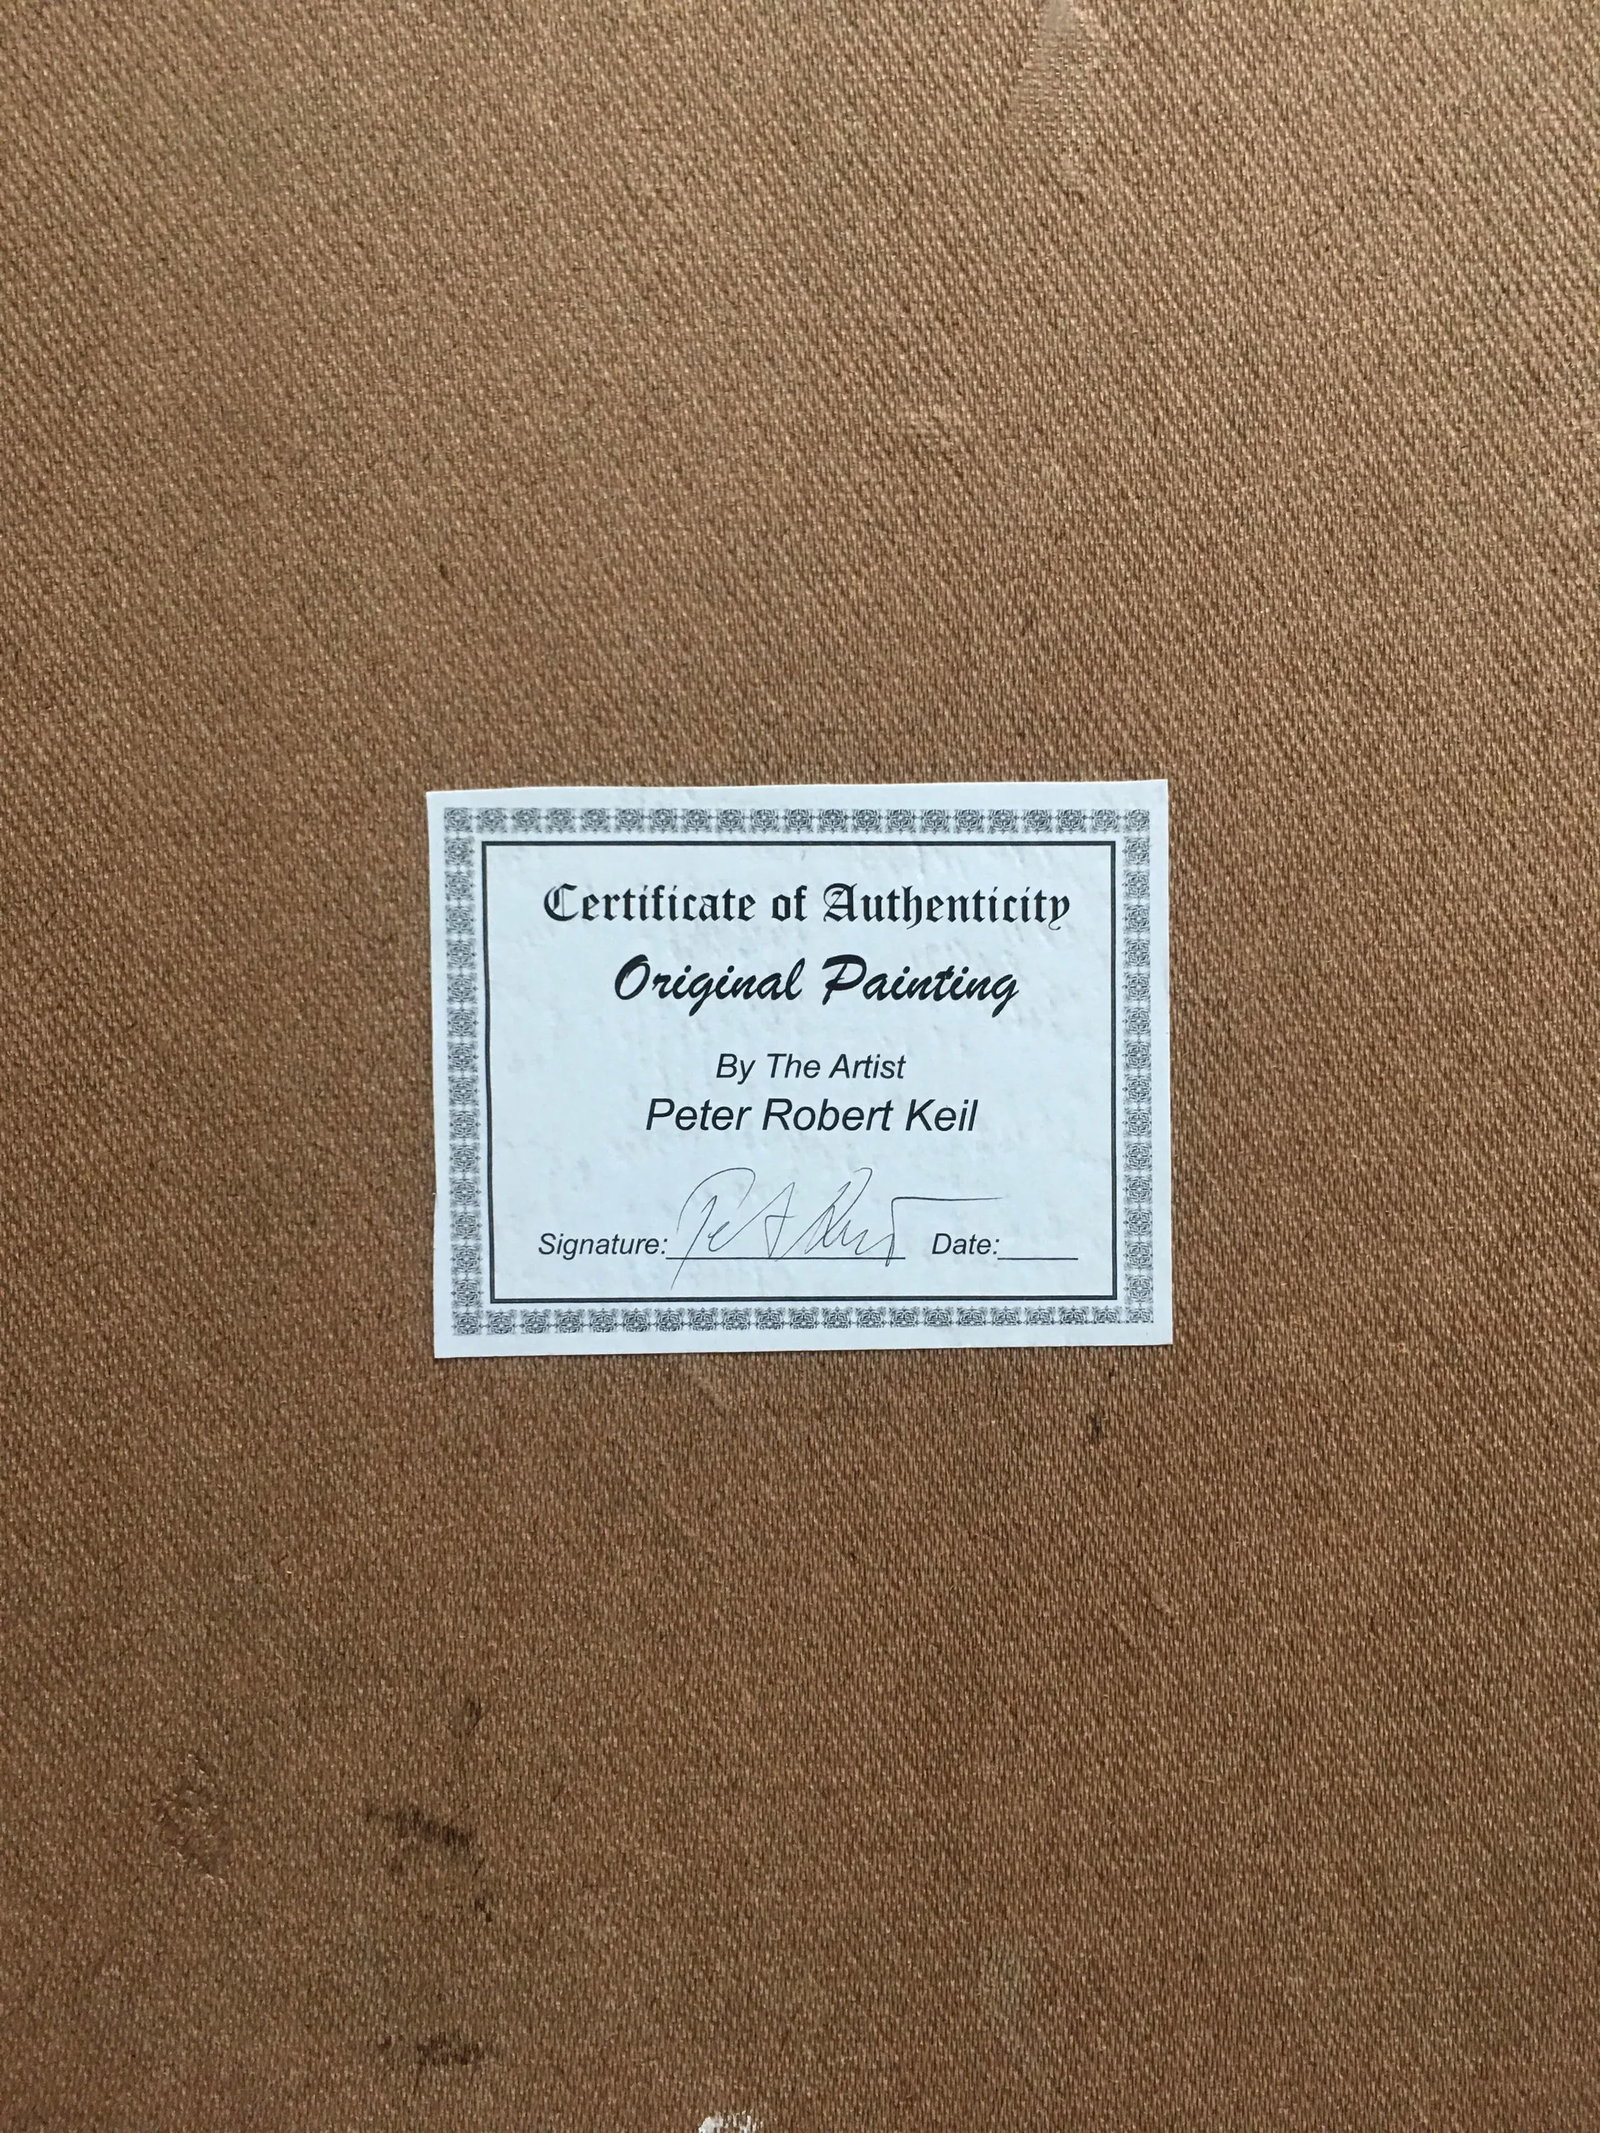 Certificate of Authenticity
Original Painting
By The Artist
Peter Robert Keil
Signature: Date: